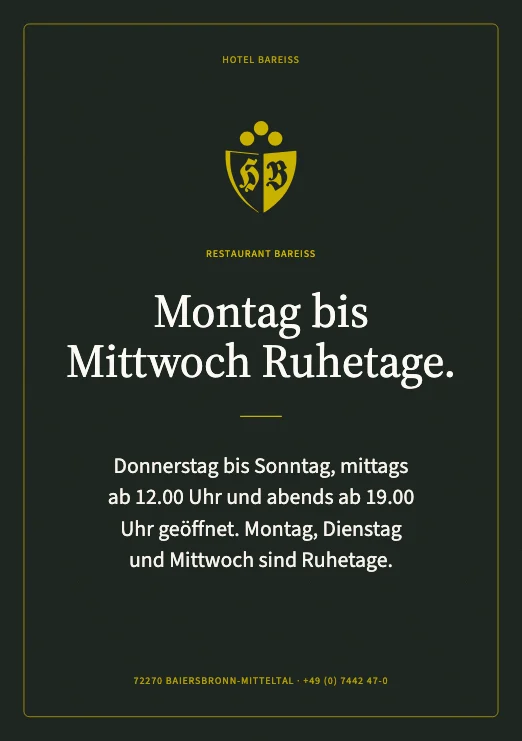 HOTEL BAREISS
HB
RESTAURANT BAREISS
Montag bis
Mittwoch Ruhetage.
Donnerstag bis Sonntag, mittags
ab 12.00 Uhr und abends ab 19.00
Uhr geöffnet. Montag, Dienstag
und Mittwoch sind Ruhetage.
72270 BAIERSBRONN-MITTELTAL · +49 (0) 7442 47-0